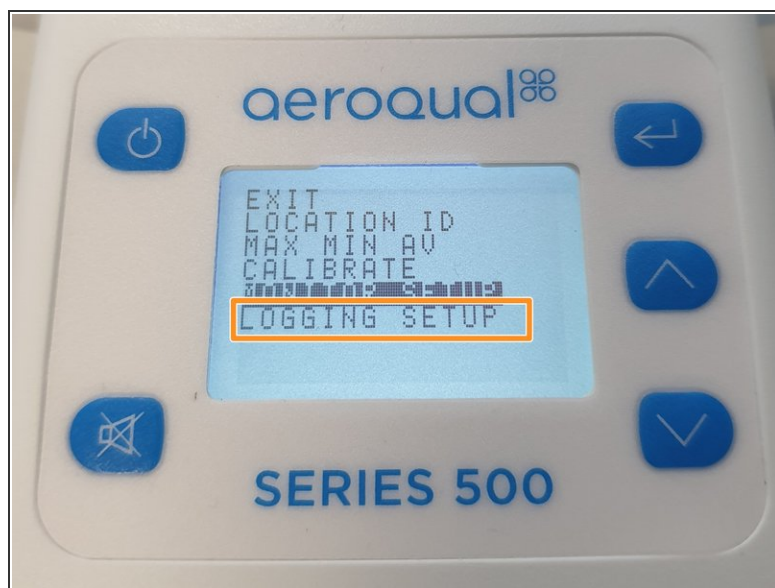 aeroqual
EXIT
LOCATION ID
MAX MIN AV
CALIBRATE
LOGGING SETUP
SERIES 500